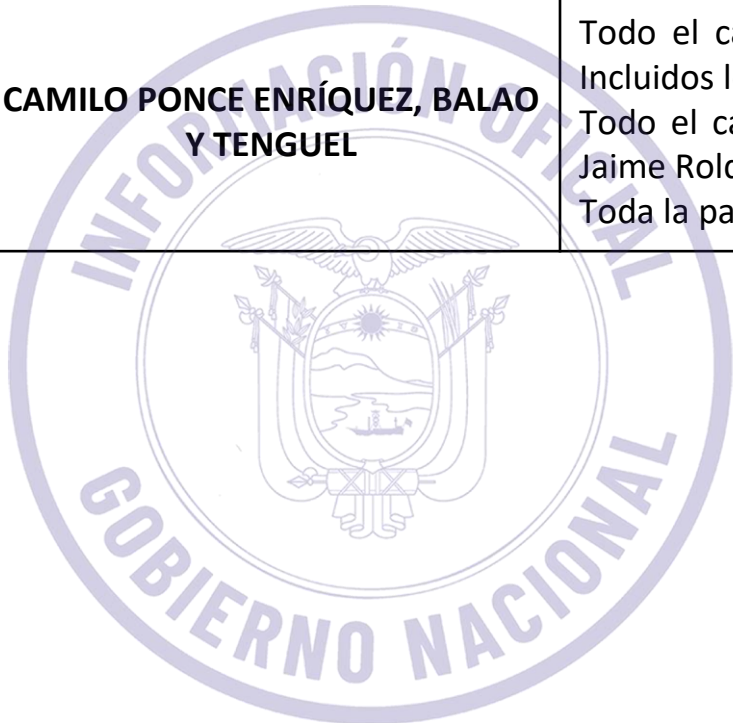 CAMILO PONCE ENRÍQUEZ, BALAO
Y TENGUEL
Todo el
Incluidos
Todo el
Jaime
Toda la
INFORMACIÓN OFICIAL
GOBIERNO NACIONAL